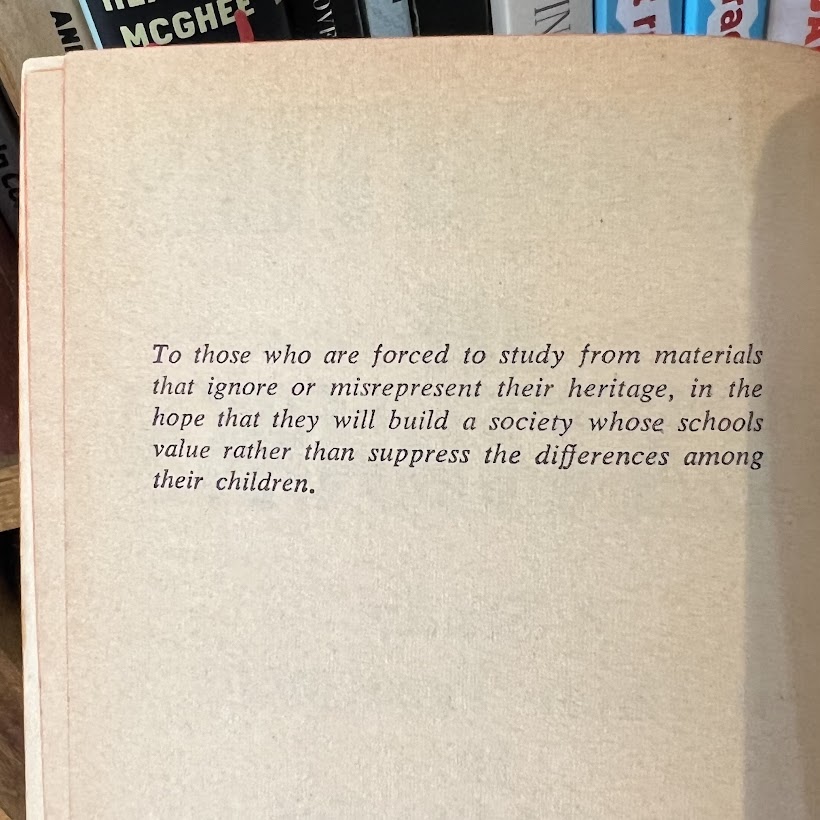 MCGHEE
To those who are forced to study from materials
that ignore or misrepresent their heritage, in the
hope that they will build a society whose schools
value rather than suppress the differences among
their children.